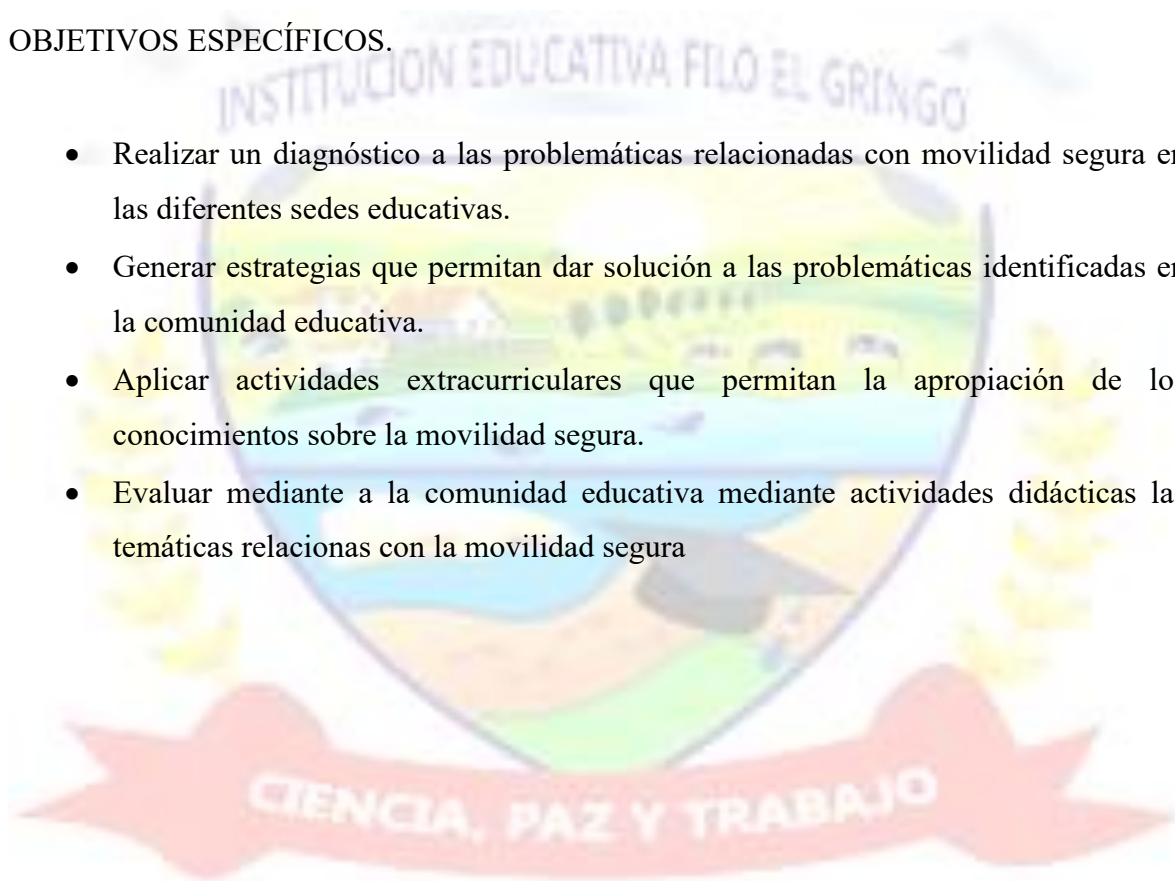 OBJETIVOS ESPECÍFICOS.
INSTITUCION EDUCATIVA FILO EL GRINGO
• Realizar un diagnóstico a las problemáticas relacionadas con movilidad segura en
las diferentes sedes educativas.
• Generar estrategias que permitan dar solución a las problemáticas identificadas en
la comunidad educativa.
• Aplicar actividades extracurriculares que permitan la apropiación de lo
conocimientos sobre la movilidad segura.
• Evaluar mediante a la comunidad educativa mediante actividades didácticas la
temáticas relacionas con la movilidad segura
CIENCIA, PAZ Y TRABAJO